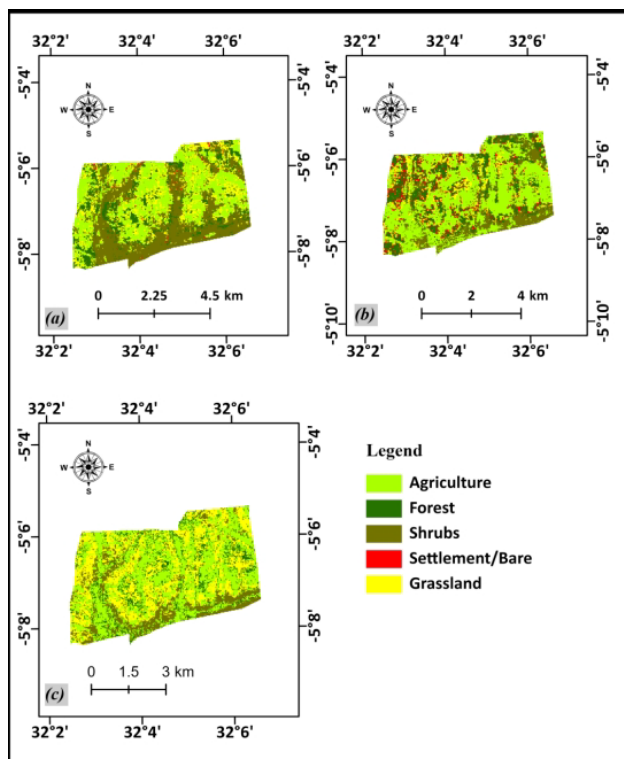 32°2' 32°4' 32°6'
-5°4'
-5°6'
-5°8'
N
W E
S
-5°4'
-5°6'
-5°8'
0 2.25 4.5 km
(a)
32°2' 32°4' 32°6'
32°2' 32°4' 32°6'
-5°4'
-5°6'
-5°8'
-5°10'
N
W E
S
-5°4'
-5°6'
-5°8'
-5°10'
0 2 4 km
(b)
32°2' 32°4' 32°6'
32°2' 32°4' 32°6'
-5°4'
-5°6'
-5°8'
N
W E
S
-5°4'
-5°6'
-5°8'
0 1.5 3 km
(c)
32°2' 32°4' 32°6'
Legend
Agriculture
Forest
Shrubs
Settlement/Bare
Grassland